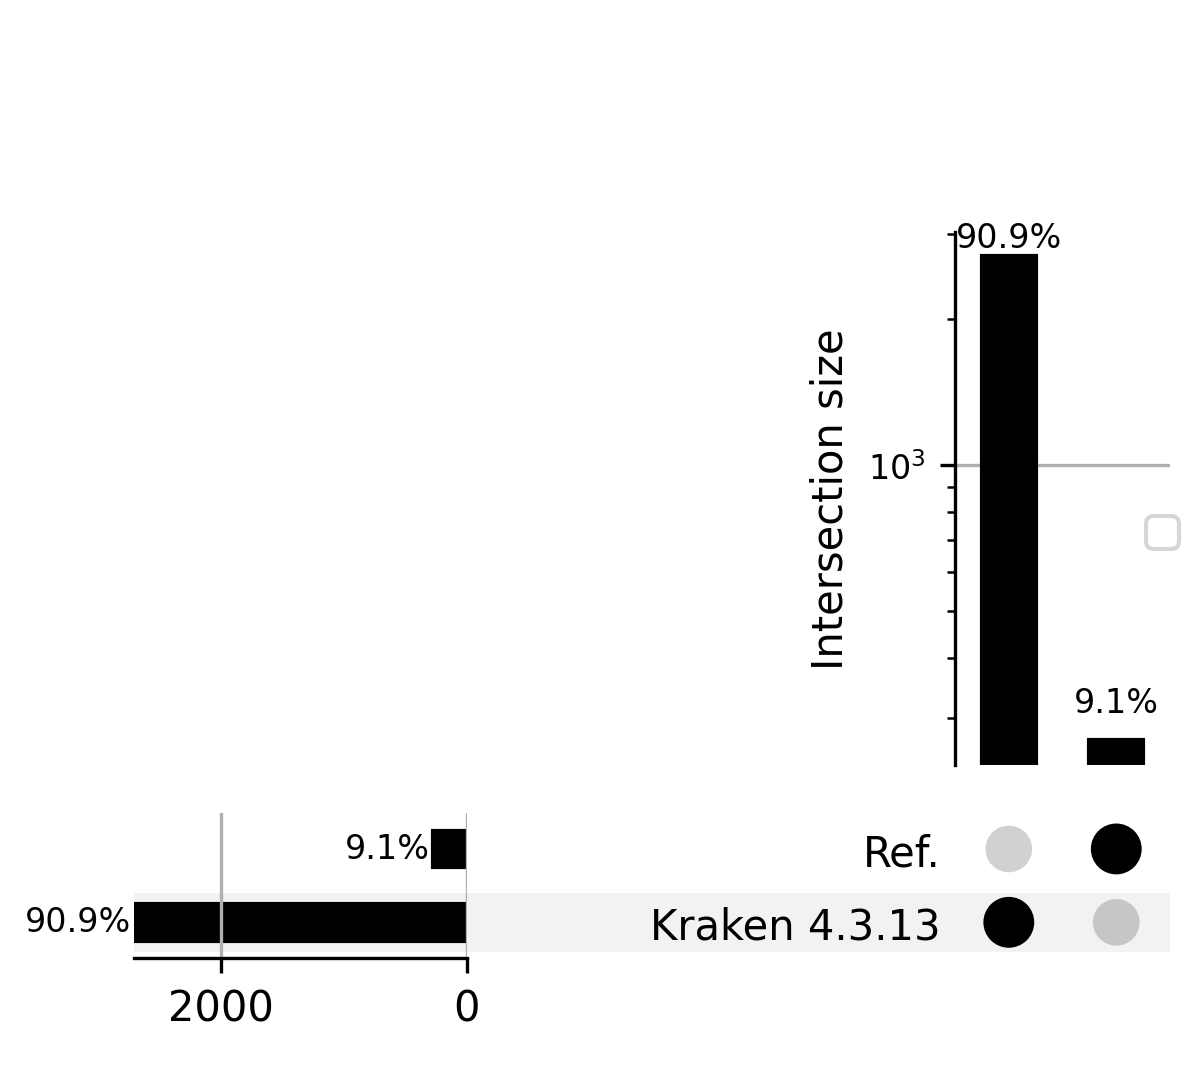 90.9%
Intersection size
10³
9.1%
9.1%
Ref.
90.9%
Kraken 4.3.13
2000
0